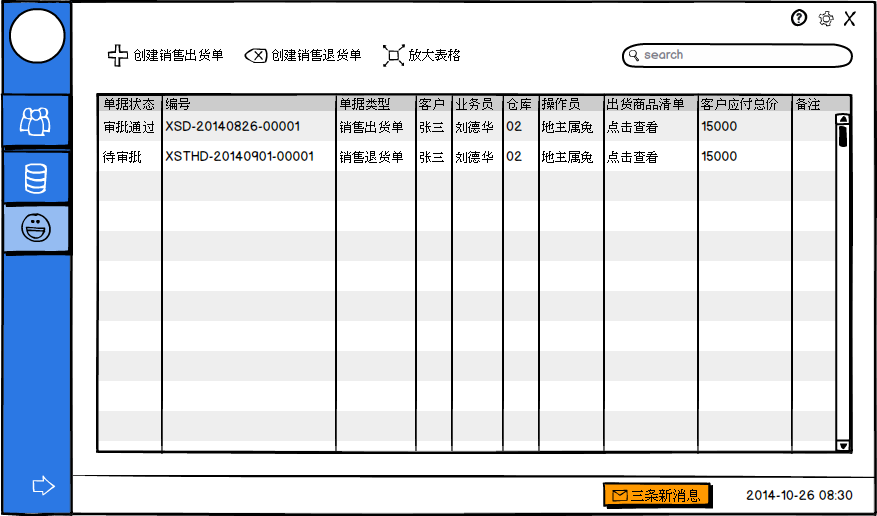 创建销售出货单 创建销售退货单 放大表格 search
单据状态 编号 单据类型 客户 业务员 仓库 操作员 出货商品清单 客户应付总价 备注
审批通过 XSD-20140826-00001 销售出货单 张三 刘德华 02 地主属兔 点击查看 15000
待审批 XSTHD-20140901-00001 销售退货单 张三 刘德华 02 地主属兔 点击查看 15000
三条新消息 2014-10-26 08:30